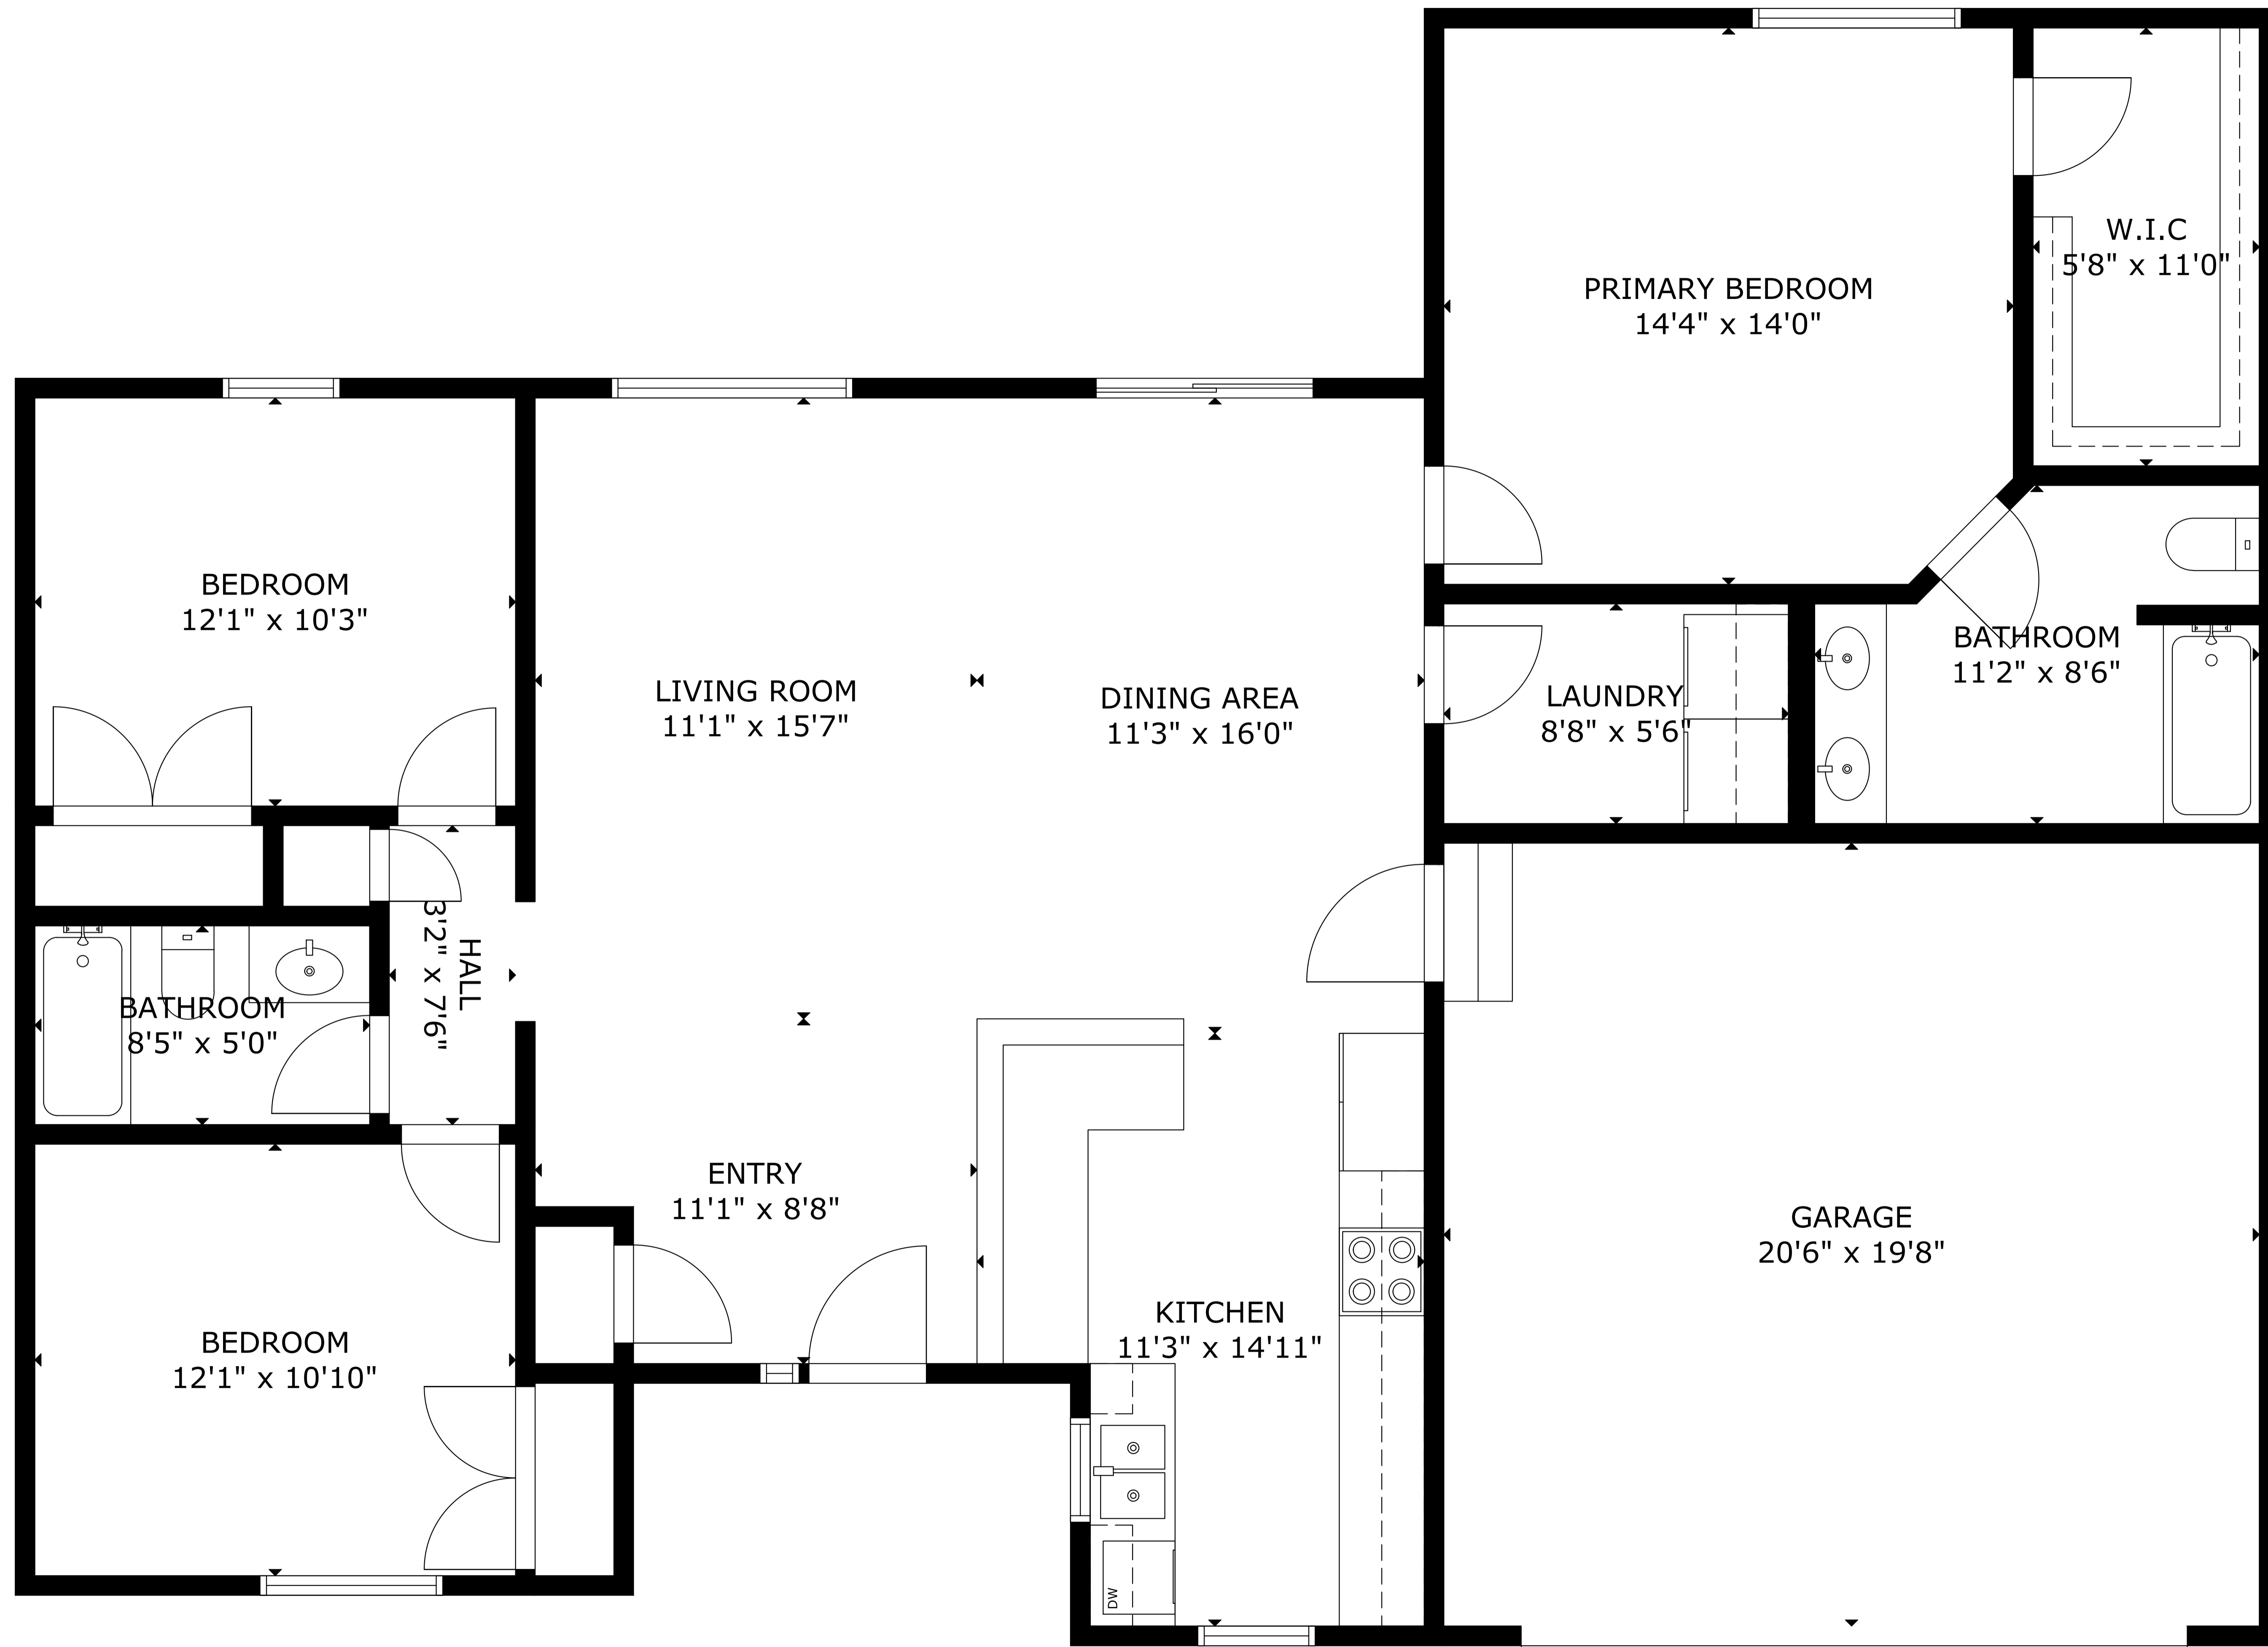 W.I.C
5'8" x 11'0"
PRIMARY BEDROOM
14'4" x 14'0"
BEDROOM
12'1" x 10'3"
LIVING ROOM
11'1" x 15'7"
DINING AREA
11'3" x 16'0"
LAUNDRY
8'8" x 5'6"
BATHROOM
11'2" x 8'6"
HALL
3'2" x 7'6"
BATHROOM
8'5" x 5'0"
ENTRY
11'1" x 8'8"
GARAGE
20'6" x 19'8"
KITCHEN
11'3" x 14'11"
BEDROOM
12'1" x 10'10"
DW